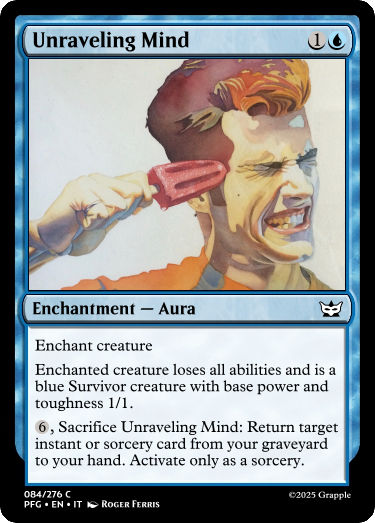 Unraveling Mind 1
Enchantment — Aura
Enchant creature
Enchanted creature loses all abilities and is a
blue Survivor creature with base power and
toughness 1/1.
6, Sacrifice Unraveling Mind: Return target
instant or sorcery card from your graveyard
to your hand. Activate only as a sorcery.
084/276 C
PFG • EN • IT Roger Ferris ©2025 Grapple